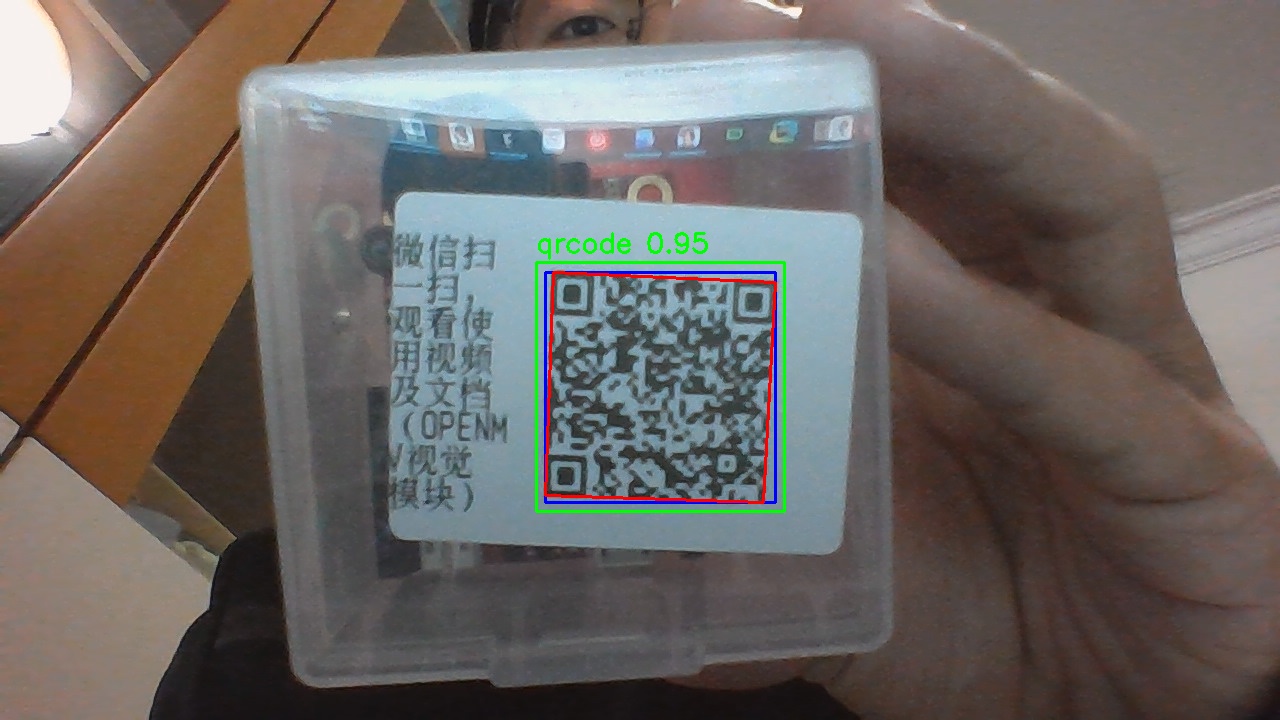 qrcode 0.95
微信扫
一扫，
观看使
用视频
及文档
（OPENM
V视觉
模块）